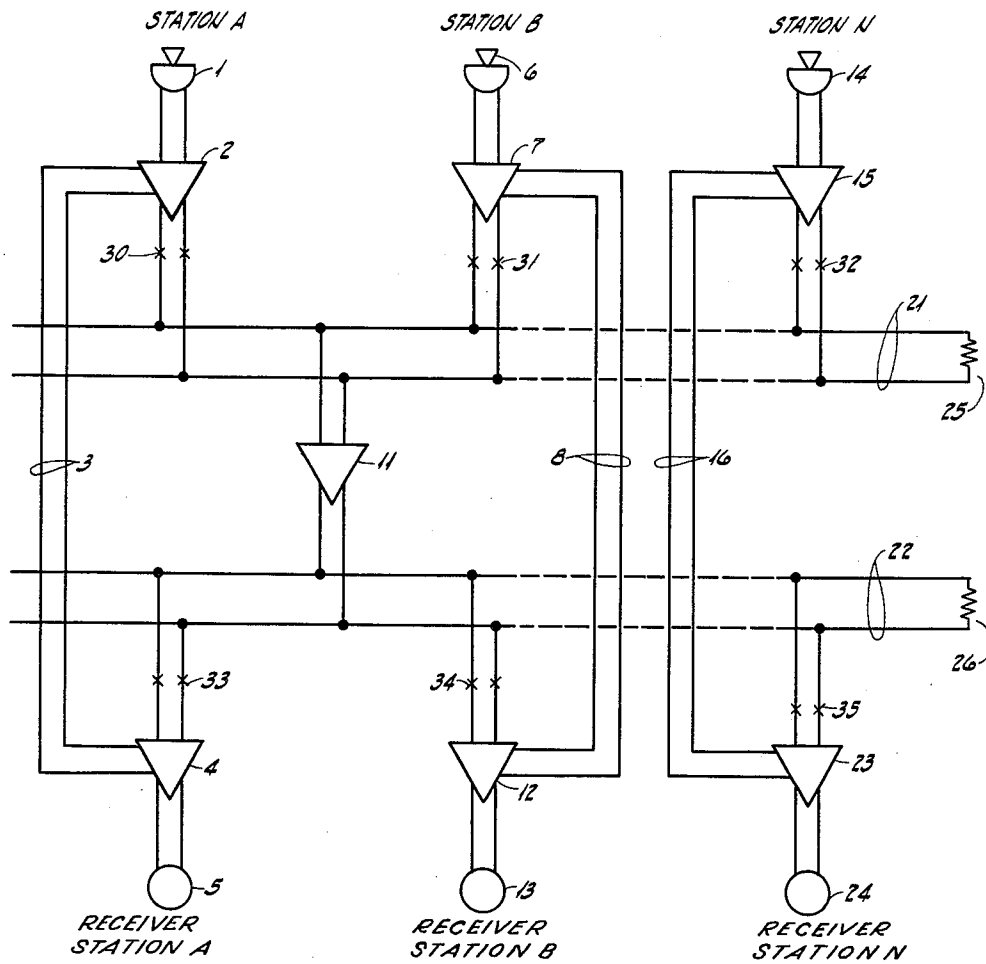 STATION A
STATION B
STATION N
1
6
14
2
7
15
30
31
32
21
25
3
11
8
16
22
26
33
34
35
4
12
23
5
13
24
RECEIVER
STATION A
RECEIVER
STATION B
RECEIVER
STATION N